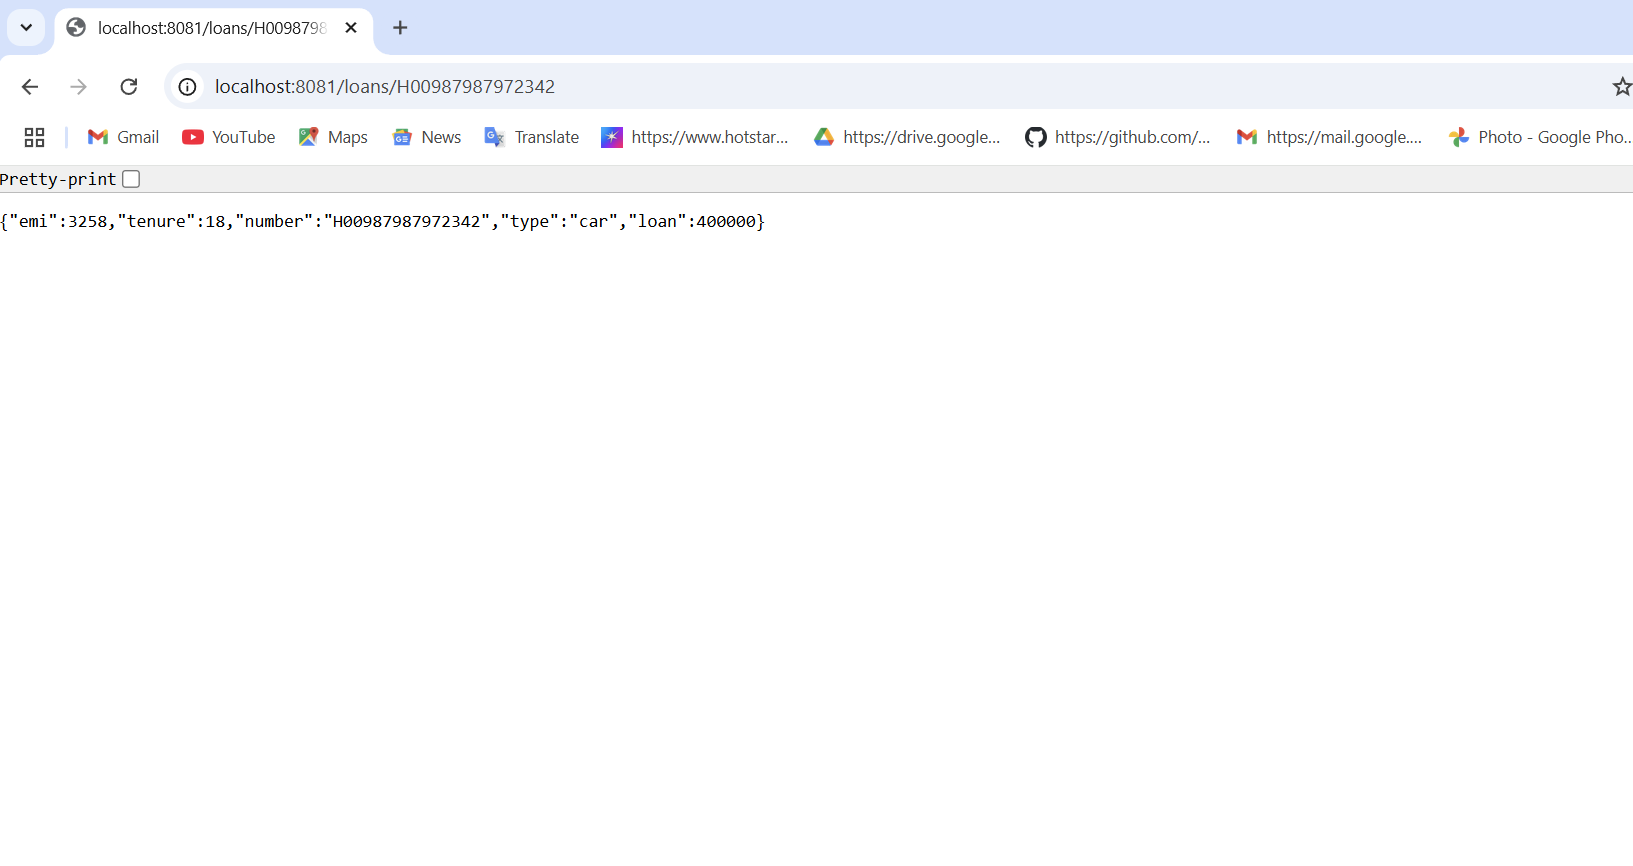 localhost:8081/loans/H0098798
localhost:8081/loans/H00987987972342
Gmail YouTube Maps News Translate https://www.hotstar... https://drive.google... https://github.com/... https://mail.google.... Photo - Google Pho...
Pretty-print
{"emi":3258,"tenure":18,"number":"H00987987972342","type":"car","loan":400000}